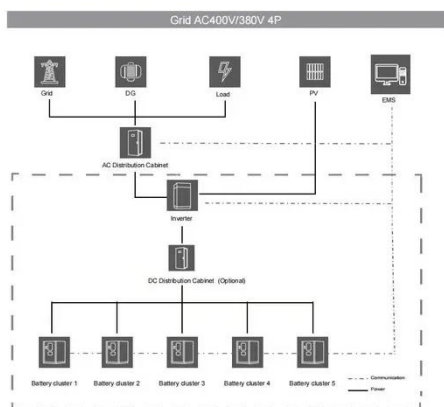 Grid AC400V/380V 4P
Grid
DG
Load
PV
EMS
AC Distribution Cabinet
Inverter
DC Distribution Cabinet (Optional)
Battery cluster 1
Battery cluster 2
Battery cluster 3
Battery cluster 4
Battery cluster 5
Communication
Power